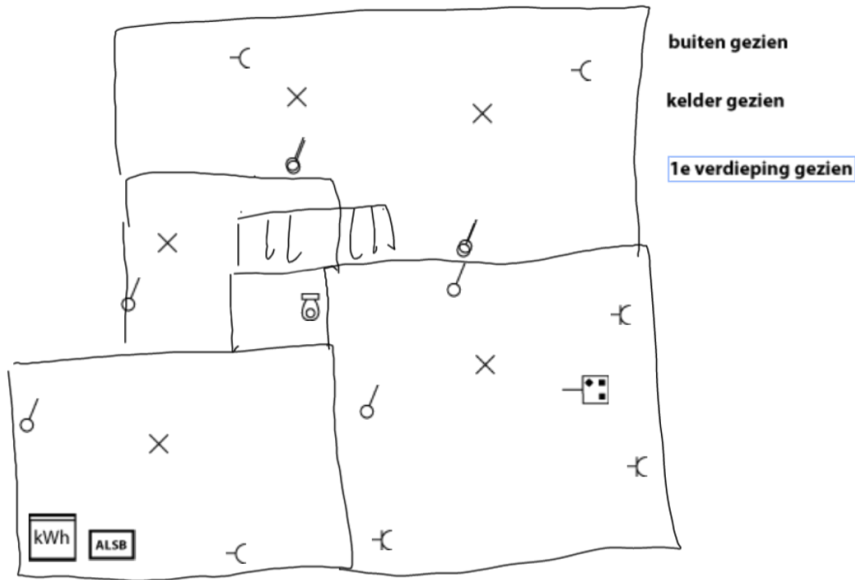 buiten gezien
kelder gezien
1e verdieping gezien
kWh
ALSB